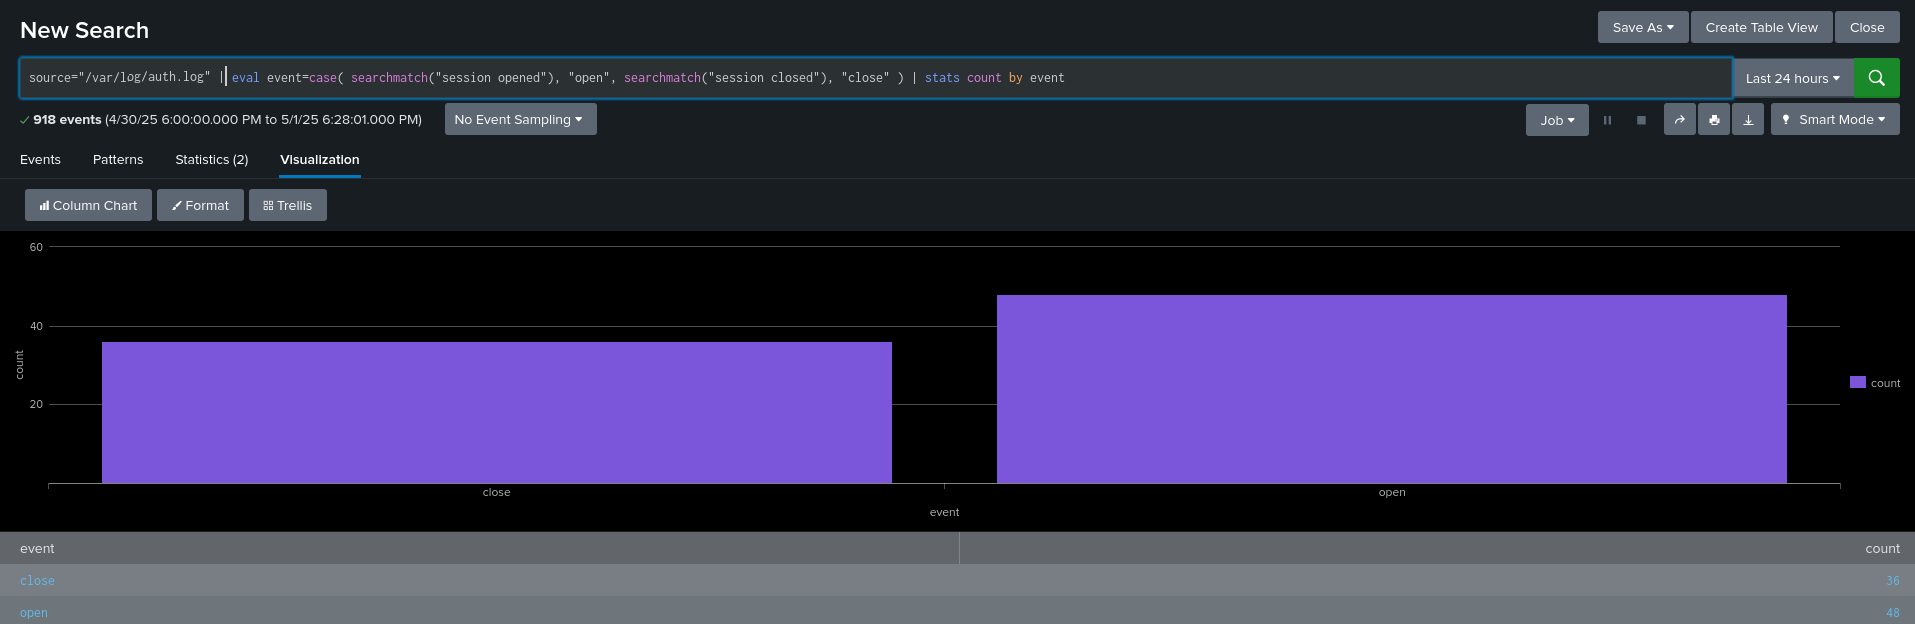 New Search
Save As
Create Table View
Close
source="/var/log/auth.log" | eval event=case( searchmatch("session opened"), "open", searchmatch("session closed"), "close" ) | stats count by event
Last 24 hours
918 events (4/30/25 6:00:00.000 PM to 5/1/25 6:28:01.000 PM)
No Event Sampling
Job
Smart Mode
Events
Patterns
Statistics (2)
Visualization
Column Chart
Format
Trellis
60
40
20
count
close
open
event
count
event
count
close
36
open
48